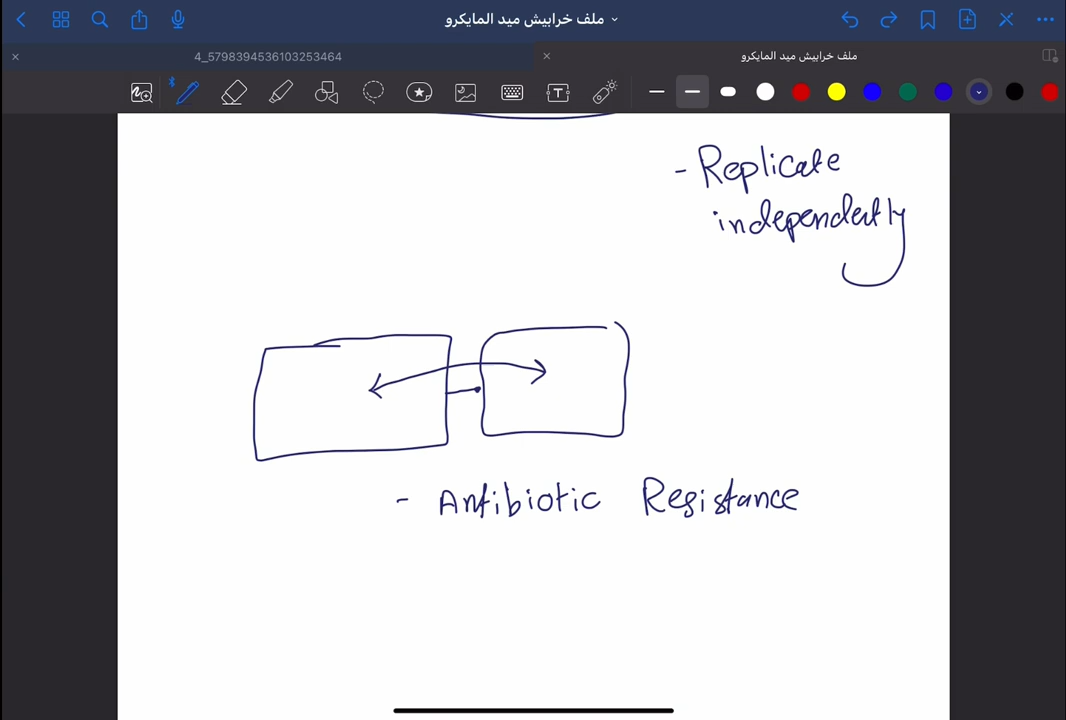 ملف خرابيش ميد المايكرو
4_5798394536103253464
ملف خرابيش ميد المايكرو
- Replicate
independently
- Antibiotic Resistance